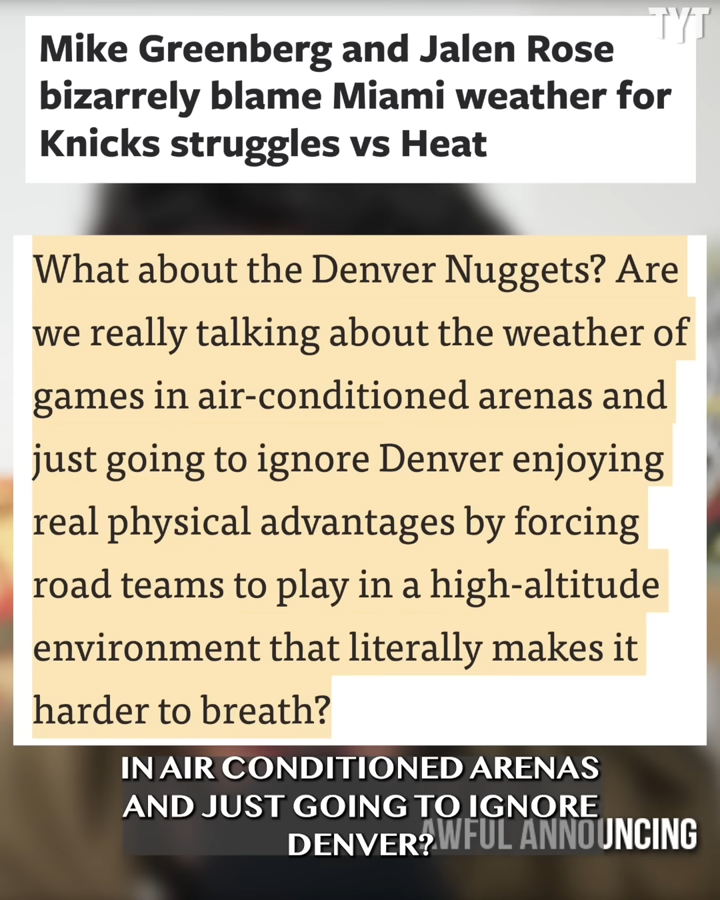 TYT
Mike Greenberg and Jalen Rose
bizarrely blame Miami weather for
Knicks struggles vs Heat
What about the Denver Nuggets? Are
we really talking about the weather of
games in air-conditioned arenas and
just going to ignore Denver enjoying
real physical advantages by forcing
road teams to play in a high-altitude
environment that literally makes it
harder to breath?
IN AIR CONDITIONED ARENAS
AND JUST GOING TO IGNORE
DENVER?
AWFUL ANNOUNCING